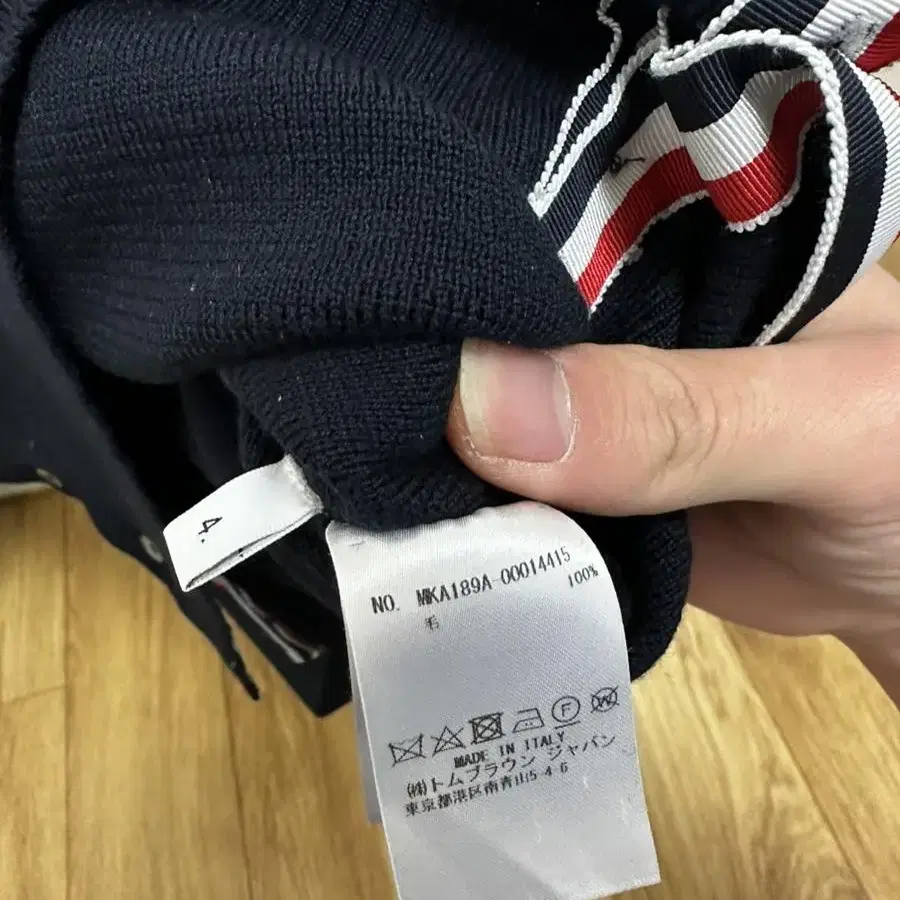 4.
NO. MKA189A-00014415
毛 100%
F W
MADE IN ITALY
(株)トムブラウン ジャパン
東京都港区南青山5-4-6